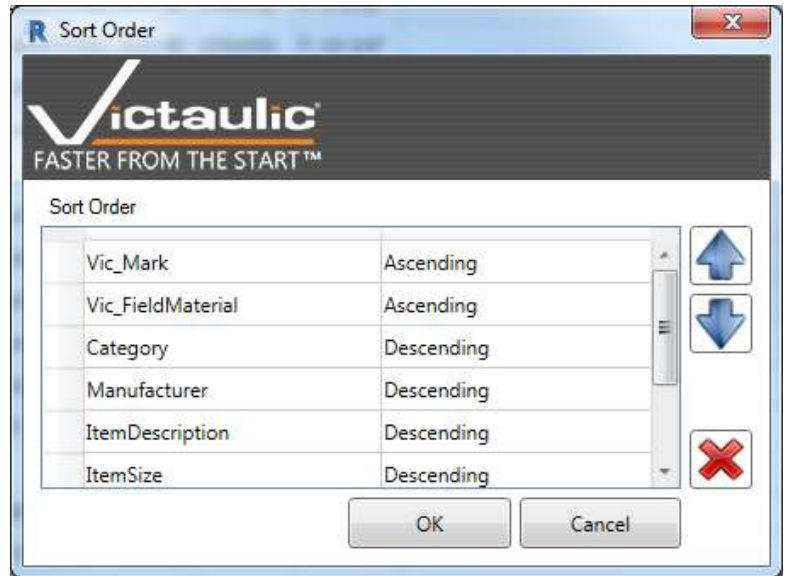 Sort Order
Victaulic
FASTER FROM THE START™
Sort Order
Vic_Mark Ascending
Vic_FieldMaterial Ascending
Category Descending
Manufacturer Descending
ItemDescription Descending
ItemSize Descending
OK Cancel